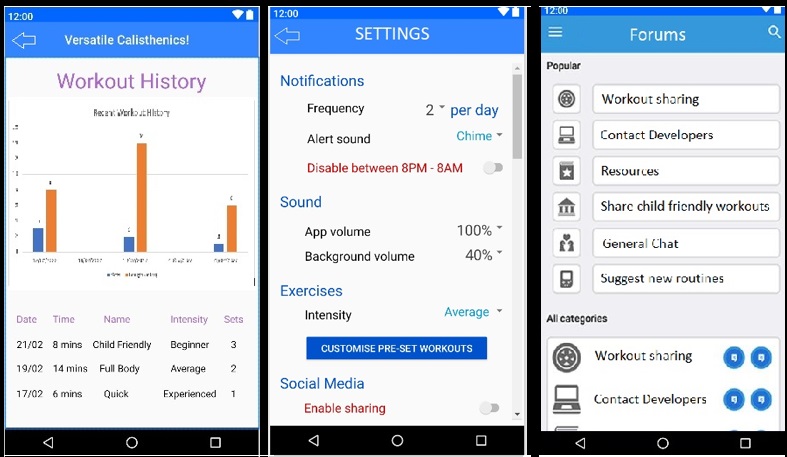 12:00
Versatile Calisthenics!
Workout History
Recent Workout History
Date Time Name Intensity Sets
21/02 8 mins Child Friendly Beginner 3
19/02 14 mins Full Body Average 2
17/02 6 mins Quick Experienced 1
12:00
SETTINGS
Notifications
Frequency 2 per day
Alert sound Chime
Disable between 8PM - 8AM
Sound
App volume 100%
Background volume 40%
Exercises
Intensity Average
CUSTOMISE PRE-SET WORKOUTS
Social Media
Enable sharing
12:00
Forums
Popular
Workout sharing
Contact Developers
Resources
Share child friendly workouts
General Chat
Suggest new routines
All categories
Workout sharing
Contact Developers